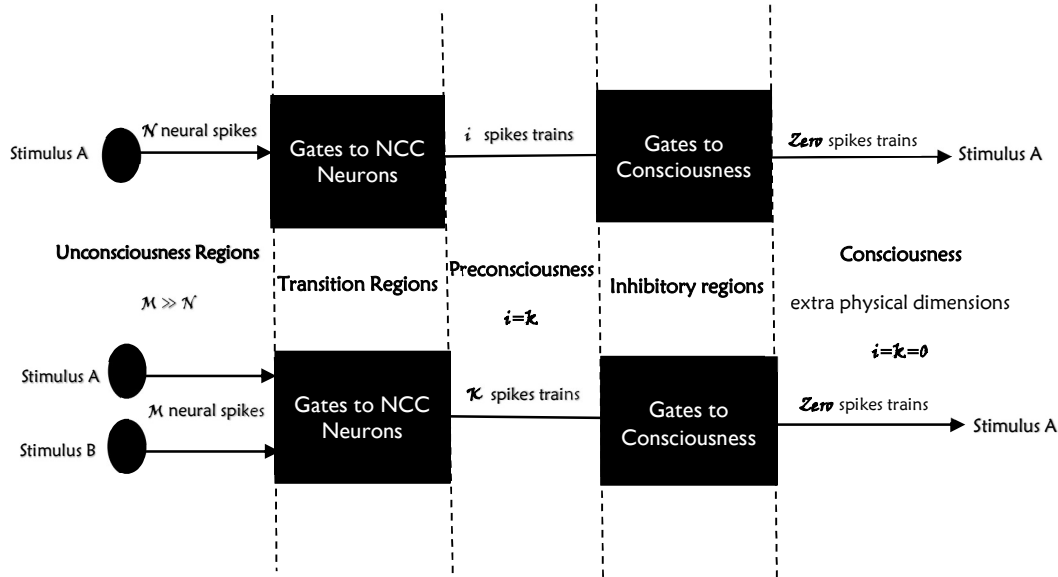 Stimulus A
𝒩 neural spikes
Gates to NCC
Neurons
i spikes trains
Gates to
Consciousness
Zero spikes trains
Stimulus A
Unconsciousness Regions
ℳ ≫ 𝒩
Transition Regions
Preconsciousness
i=k
Inhibitory regions
Consciousness
extra physical dimensions
i=k=0
Stimulus A
ℳ neural spikes
Stimulus B
Gates to NCC
Neurons
𝒦 spikes trains
Gates to
Consciousness
Zero spikes trains
Stimulus A